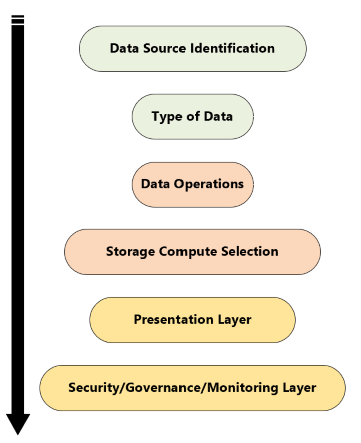 Data Source Identification
Type of Data
Data Operations
Storage Compute Selection
Presentation Layer
Security/Governance/Monitoring Layer